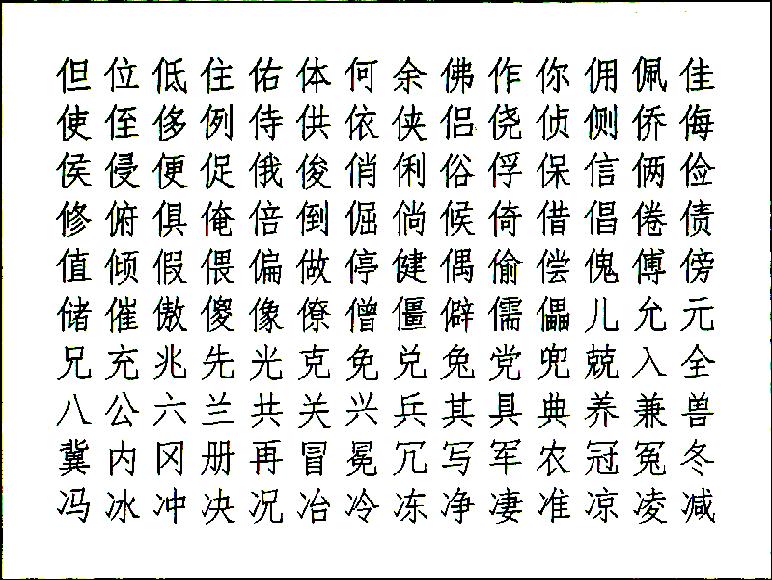 但位低住佑体何余佛作你佣佩佳
使侄侈例侍供依侠侣侥侦侧侨侮
侯侵便促俄俊俏俐俗俘保信俩俭
修俯俱俺倍倒倔倘候倚借倡倦债
值倾假偎偏做停健偶偷偿傀傅傍
储催傲傻像僚僧僵僻儒儡儿允元
兄充兆先光克免兑兔党兜兢入全
八公六兰共关兴兵其具典养兼兽
冀内冈册再冒冕冗写军农冠冤冬
冯冰冲决况冶冷冻净凄准凉凌减